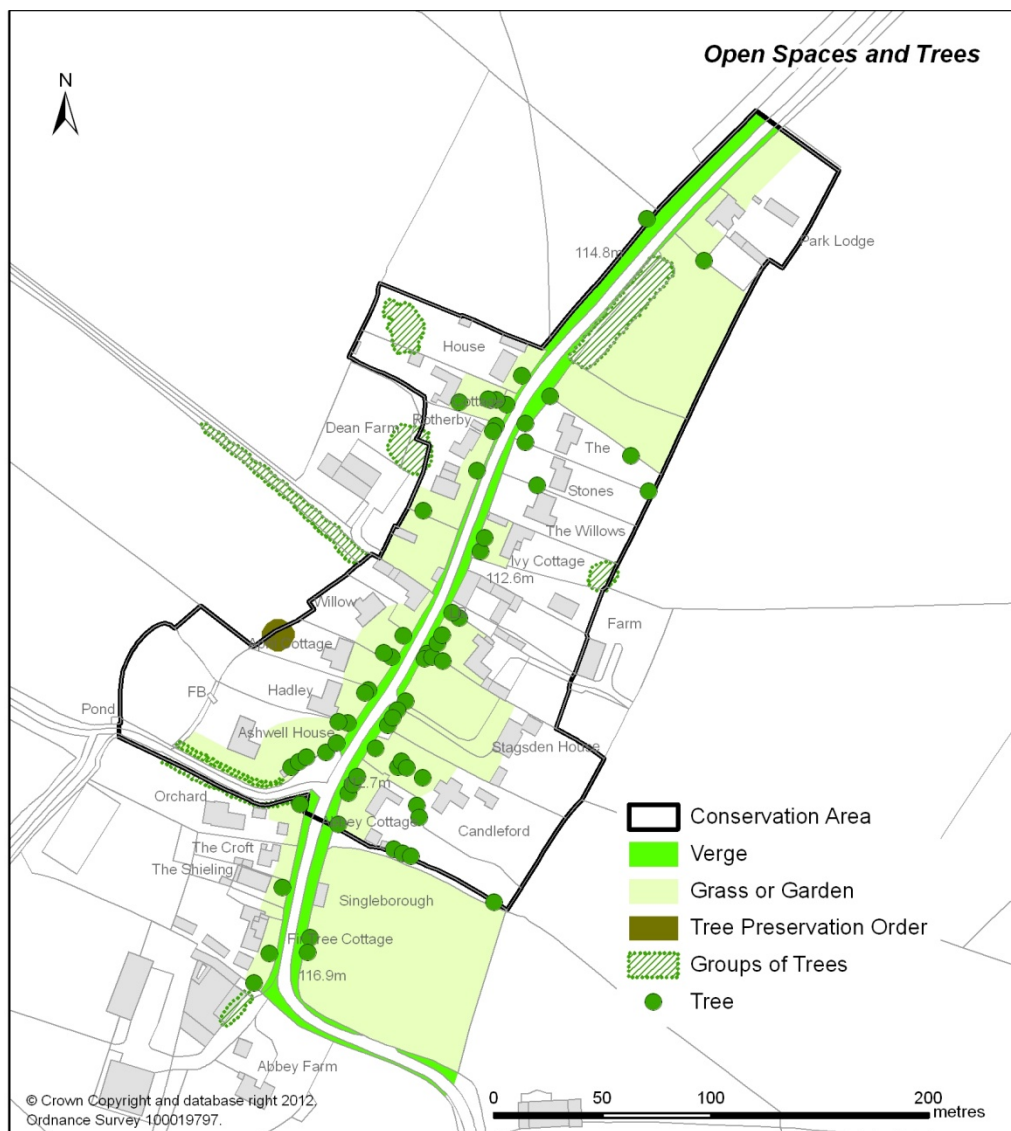 Open Spaces and Trees
N
Park Lodge
114.8m
House
Cottage
Rotherby
Dean Farm
The
Stones
The Willows
Ivy Cottage
112.6m
Willow
Farm
Cottage
FB
Hadley
Pond
Ashwell House
Stagsden House
Orchard
Candleford
The Croft
The Shieling
Singleborough
Conservation Area
Verge
Grass or Garden
Tree Preservation Order
Groups of Trees
Tree
Firtree Cottage
116.9m
Abbey Farm
© Crown Copyright and database right 2012.
Ordnance Survey 100019797.
0 50 100 200
metres